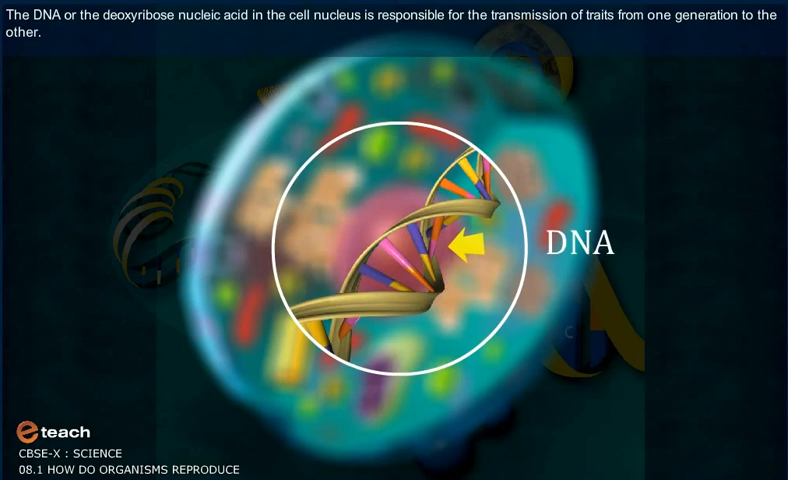 The DNA or the deoxyribose nucleic acid in the cell nucleus is responsible for the transmission of traits from one generation to the
other.
DNA
e teach
CBSE-X : SCIENCE
08.1 HOW DO ORGANISMS REPRODUCE